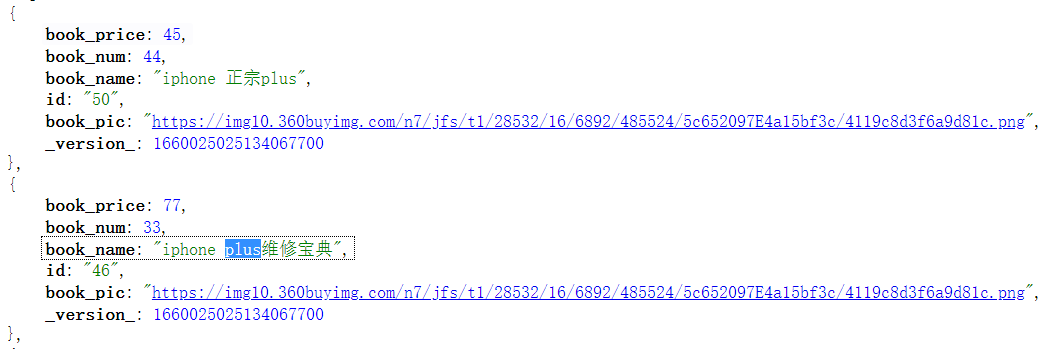 {
book_price: 45,
book_num: 44,
book_name: "iphone 正宗plus",
id: "50",
book_pic: "https://img10.360buyimg.com/n7/jfs/t1/28532/16/6892/485524/5c652097E4a15bf3c/4119c8d3f6a9d81c.png",
_version_: 1660025025134067700
},
{
book_price: 77,
book_num: 33,
book_name: "iphone plus维修宝典",
id: "46",
book_pic: "https://img10.360buyimg.com/n7/jfs/t1/28532/16/6892/485524/5c652097E4a15bf3c/4119c8d3f6a9d81c.png",
_version_: 1660025025134067700
},